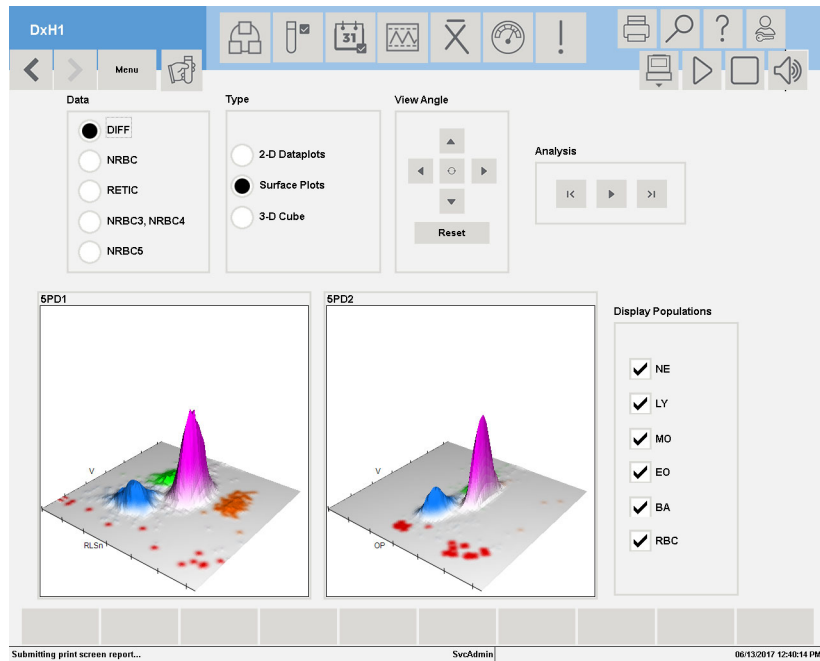 DxH1
31
?
!
Menu
Data
Type
View Angle
DIFF
NRBC
RETIC
NRBC3, NRBC4
NRBC5
2-D Dataplots
Surface Plots
3-D Cube
Reset
Analysis
5PD1
5PD2
Display Populations
V
RLSn
V
OP
NE
LY
MO
EO
BA
RBC
Submitting print screen report...
SvcAdmin
06/13/2017 12:40:14 PM